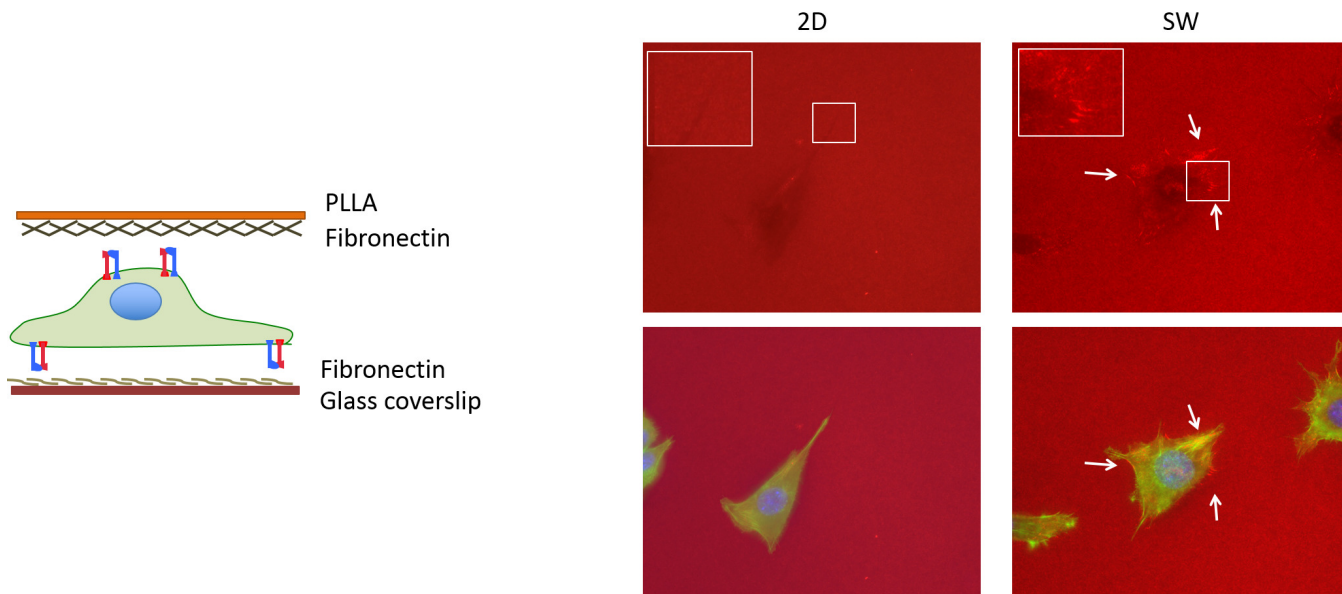 PLLA
Fibronectin
Fibronectin
Glass coverslip
2D
SW